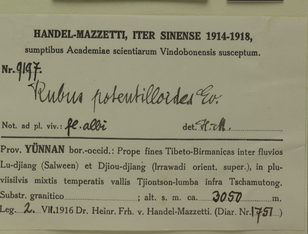 HANDEL-MAZZETTI, ITER SINENSE 1914-1918,
sumptibus Academiae scientiarum Vindobonensis susceptum.
Nr. 9197.
Rubus potentilloides Ev.
Not. ad pl. viv.: fl. albi det. H.-M.
Prov. YÜNNAN bor.-occid.: Prope fines Tibeto-Birmanicas inter fluvios
Lu-djiang (Salween) et Djiou-djiang (Irrawadi orient. super.), in plu-
viisilvis mixtis temperatis vallis Tjiontson-lumba infra Tschamutong.
Substr. granitico ; alt. s. m. ca. 3050 m.
Leg. 2. VII. 1916 Dr. Heinr. Frh. v. Handel-Mazzetti. (Diar. Nr. 1751)